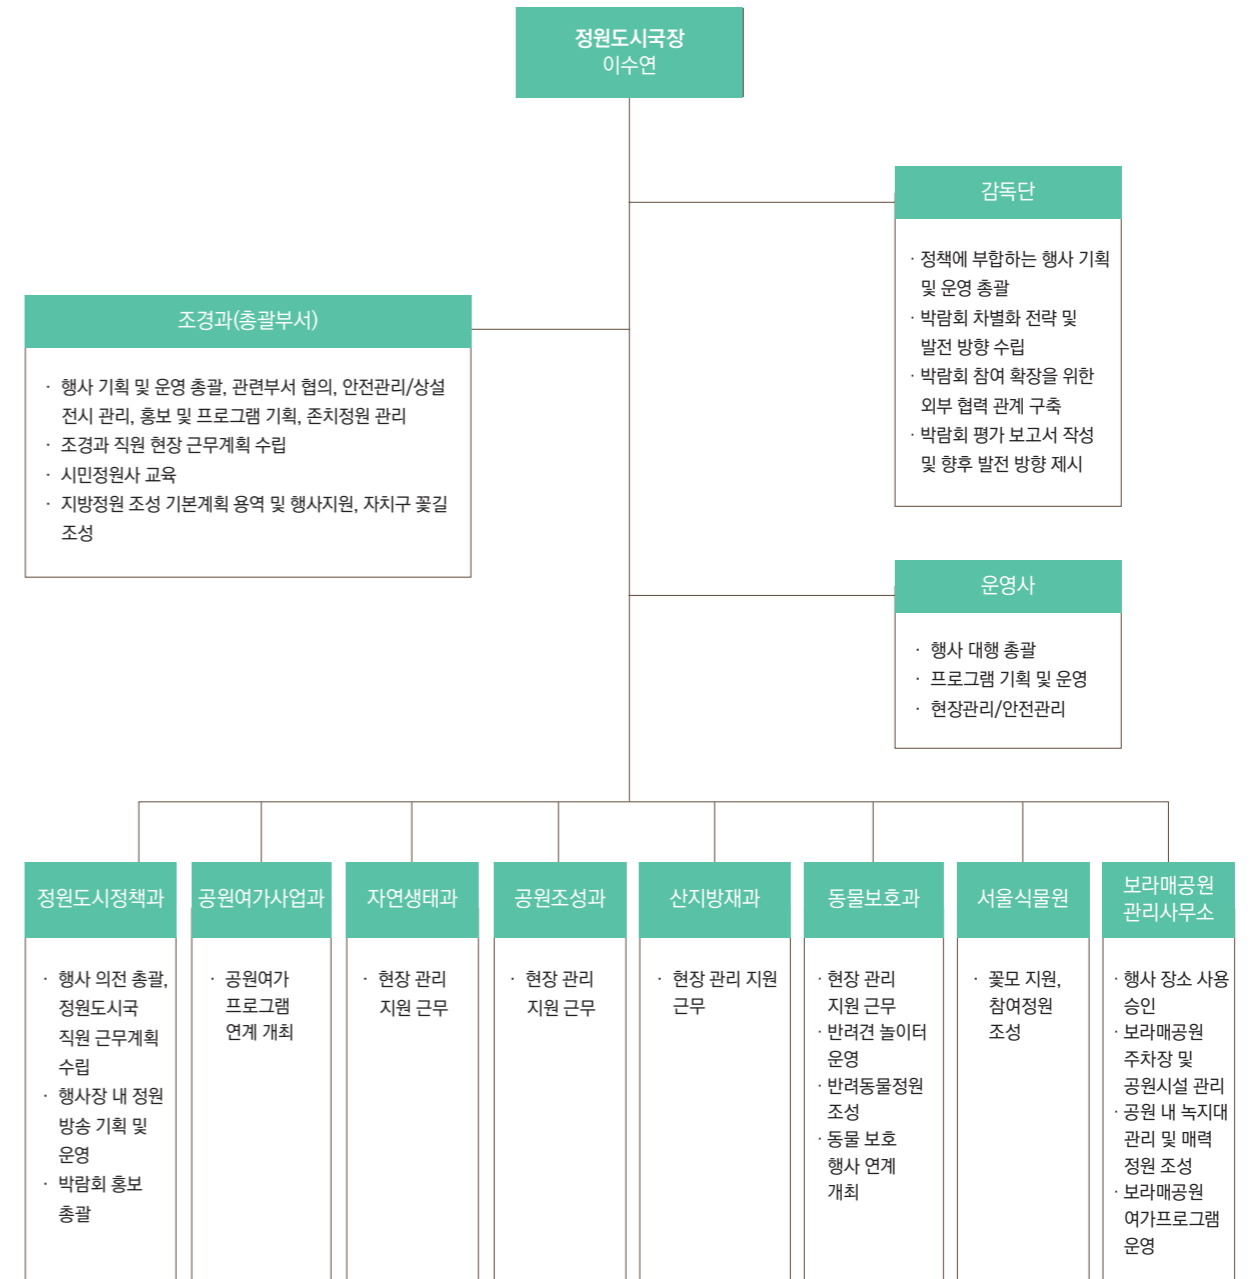 정원도시국장
이수연
감독단
· 정책에 부합하는 행사 기획
및 운영 총괄
· 박람회 차별화 전략 및
발전 방향 수립
· 박람회 참여 확장을 위한
외부 협력 관계 구축
· 박람회 평가 보고서 작성
및 향후 발전 방향 제시
조경과(총괄부서)
· 행사 기획 및 운영 총괄, 관련부서 협의, 안전관리/상설
전시 관리, 홍보 및 프로그램 기획, 존치정원 관리
· 조경과 직원 현장 근무계획 수립
· 시민정원사 교육
· 지방정원 조성 기본계획 용역 및 행사지원, 자치구 꽃길
조성
운영사
· 행사 대행 총괄
· 프로그램 기획 및 운영
· 현장관리/안전관리
정원도시정책과
· 행사 의전 총괄,
정원도시국
직원 근무계획
수립
· 행사장 내 정원
방송 기획 및
운영
· 박람회 홍보
총괄
공원여가사업과
· 공원여가
프로그램
연계 개최
자연생태과
· 현장 관리
지원 근무
공원조성과
· 현장 관리
지원 근무
산지방재과
· 현장 관리 지원
근무
동물보호과
· 현장 관리
지원 근무
· 반려견 놀이터
운영
· 반려동물정원
조성
· 동물 보호
행사 연계
개최
서울식물원
· 꽃모 지원,
참여정원
조성
보라매공원
관리사무소
· 행사 장소 사용
승인
· 보라매공원
주차장 및
공원시설 관리
· 공원 내 녹지대
관리 및 매력
정원 조성
· 보라매공원
여가프로그램
운영